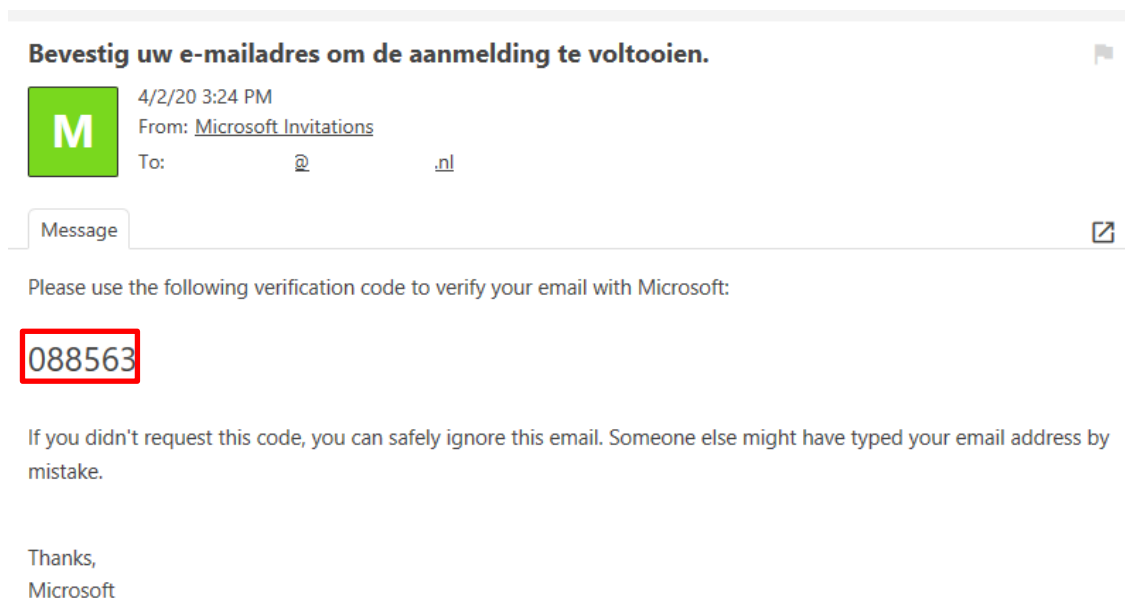 Bevestig uw e-mailadres om de aanmelding te voltooien.
M
4/2/20 3:24 PM
From: Microsoft Invitations
To: @ .nl
Message
Please use the following verification code to verify your email with Microsoft:
088563
If you didn't request this code, you can safely ignore this email. Someone else might have typed your email address by
mistake.
Thanks,
Microsoft